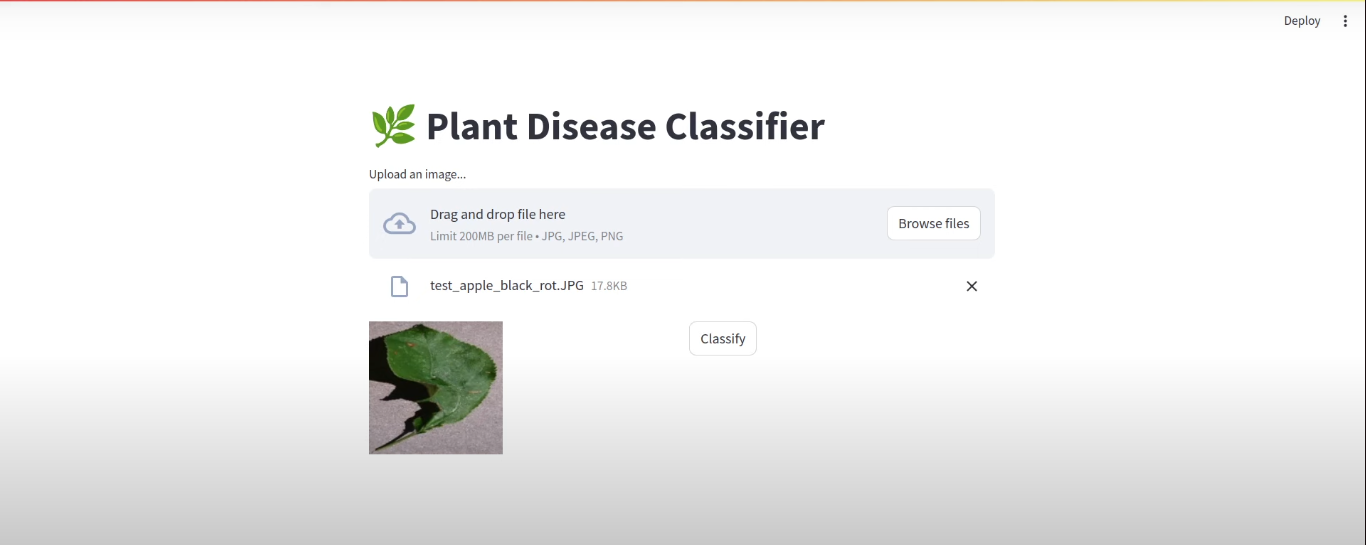 Deploy
🌿 Plant Disease Classifier
Upload an image...
Drag and drop file here
Limit 200MB per file • JPG, JPEG, PNG
Browse files
test_apple_black_rot.JPG 17.8KB
Classify